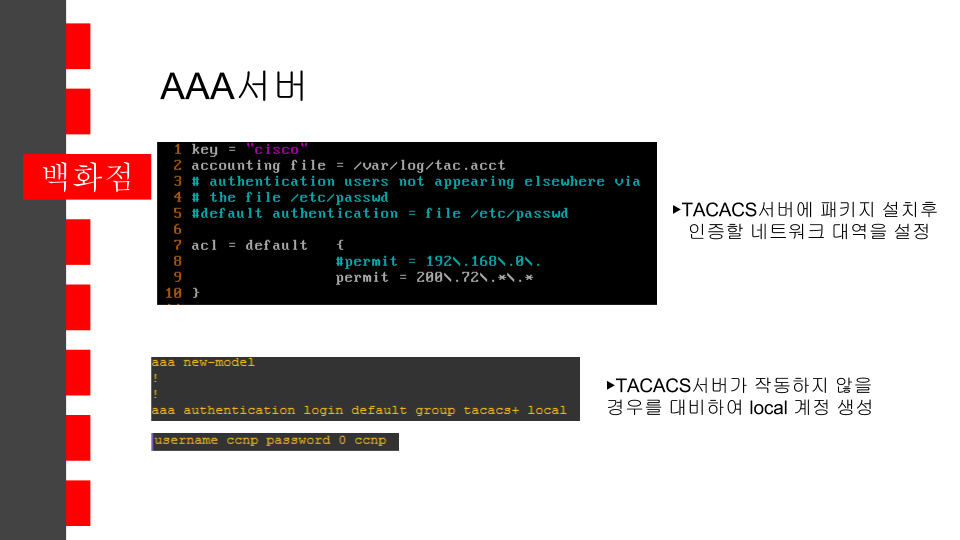 AAA서버
백화점
1 key = "cisco"
2 accounting file = /var/log/tac.acct
3 # authentication users not appearing elsewhere via
4 # the file /etc/passwd
5 #default authentication = file /etc/passwd
6
7 acl = default {
8 #permit = 192\.168\.0\.
9 permit = 200\.72\.*\.*
10 }
▶TACACS서버에 패키지 설치후
인증할 네트워크 대역을 설정
aaa new-model
!
!
aaa authentication login default group tacacs+ local
username ccnp password 0 ccnp
▶TACACS서버가 작동하지 않을
경우를 대비하여 local 계정 생성